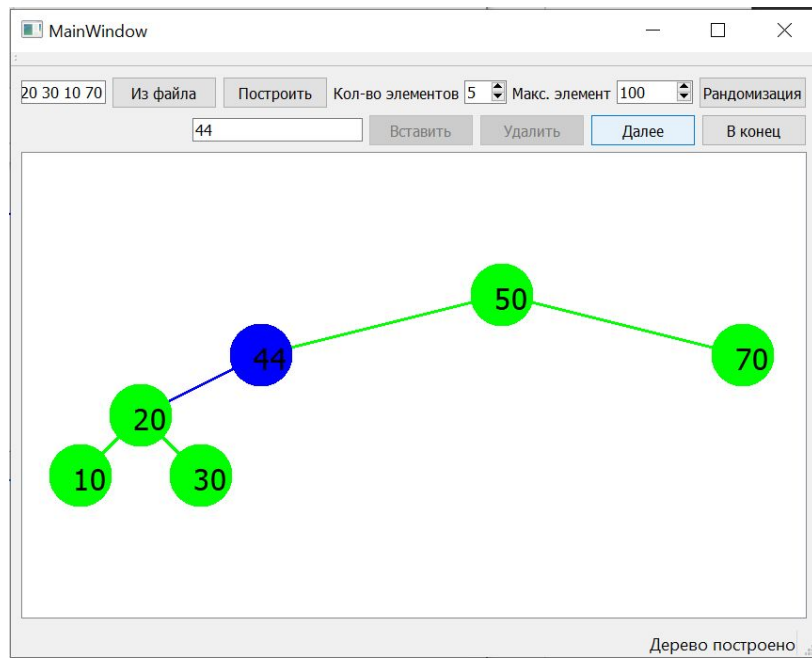 MainWindow
20 30 10 70 Из файла Построить Кол-во элементов 5 Макс. элемент 100 Рандомизация
44 Вставить Удалить Далее В конец
50
44 70
20
10 30
Дерево построено